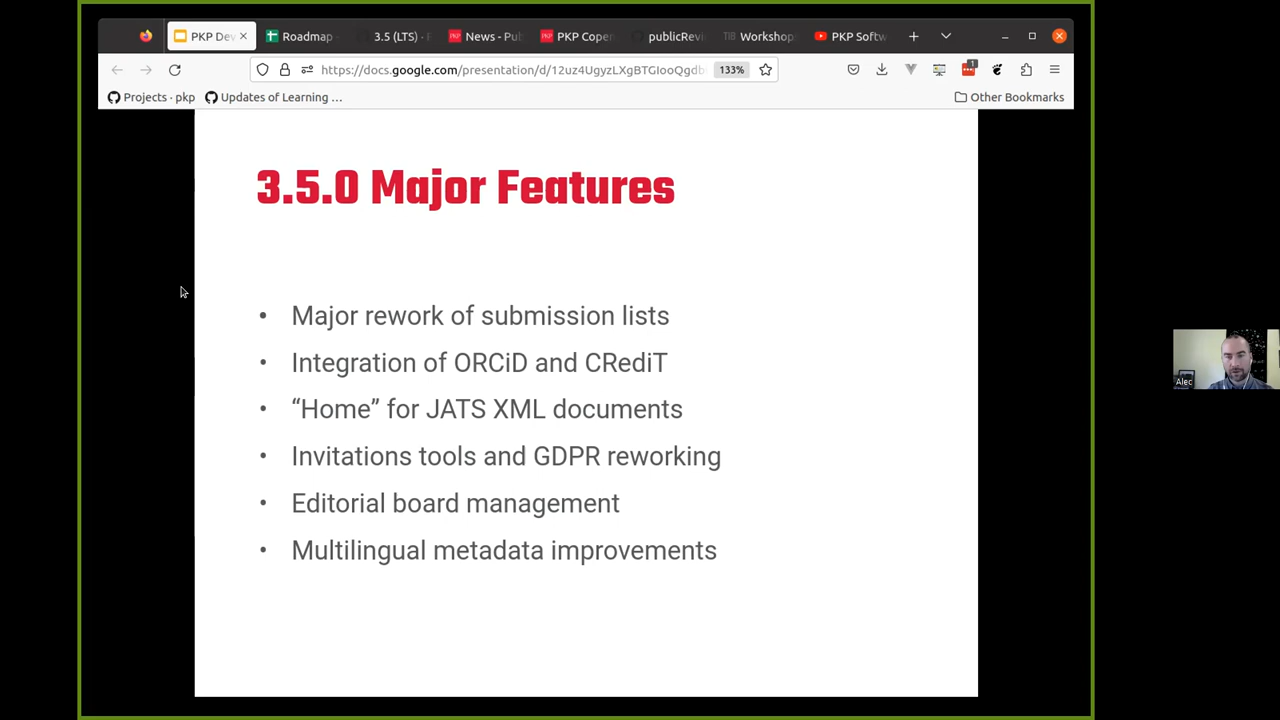 PKP Dev
Roadmap
3.5 (LTS)
News - Pu
PKP Coper
publicRevi
TIB Workshop
PKP Softw
https://docs.google.com/presentation/d/
133%
1
Projects · pkp
Updates of Learning …
Other Bookmarks
3.5.0 Major Features
• Major rework of submission lists
• Integration of ORCiD and CRediT
• “Home” for JATS XML documents
• Invitations tools and GDPR reworking
• Editorial board management
• Multilingual metadata improvements
Alec